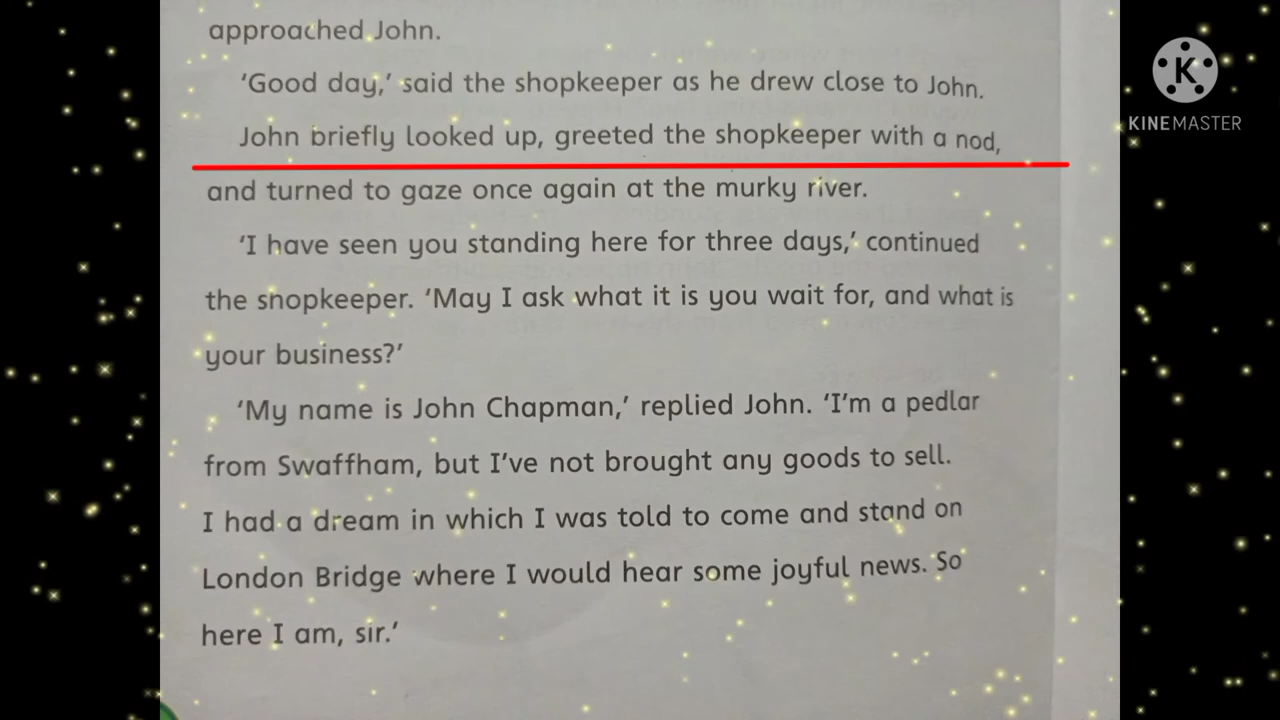 approached John.
‘Good day,’ said the shopkeeper as he drew close to John.
John briefly looked up, greeted the shopkeeper with a nod,
and turned to gaze once again at the murky river.
‘I have seen you standing here for three days,’ continued
the shopkeeper. ‘May I ask what it is you wait for, and what is
your business?’
‘My name is John Chapman,’ replied John. ‘I’m a pedlar
from Swaffham, but I’ve not brought any goods to sell.
I had a dream in which I was told to come and stand on
London Bridge where I would hear some joyful news. So
here I am, sir.’
K
KINEMASTER